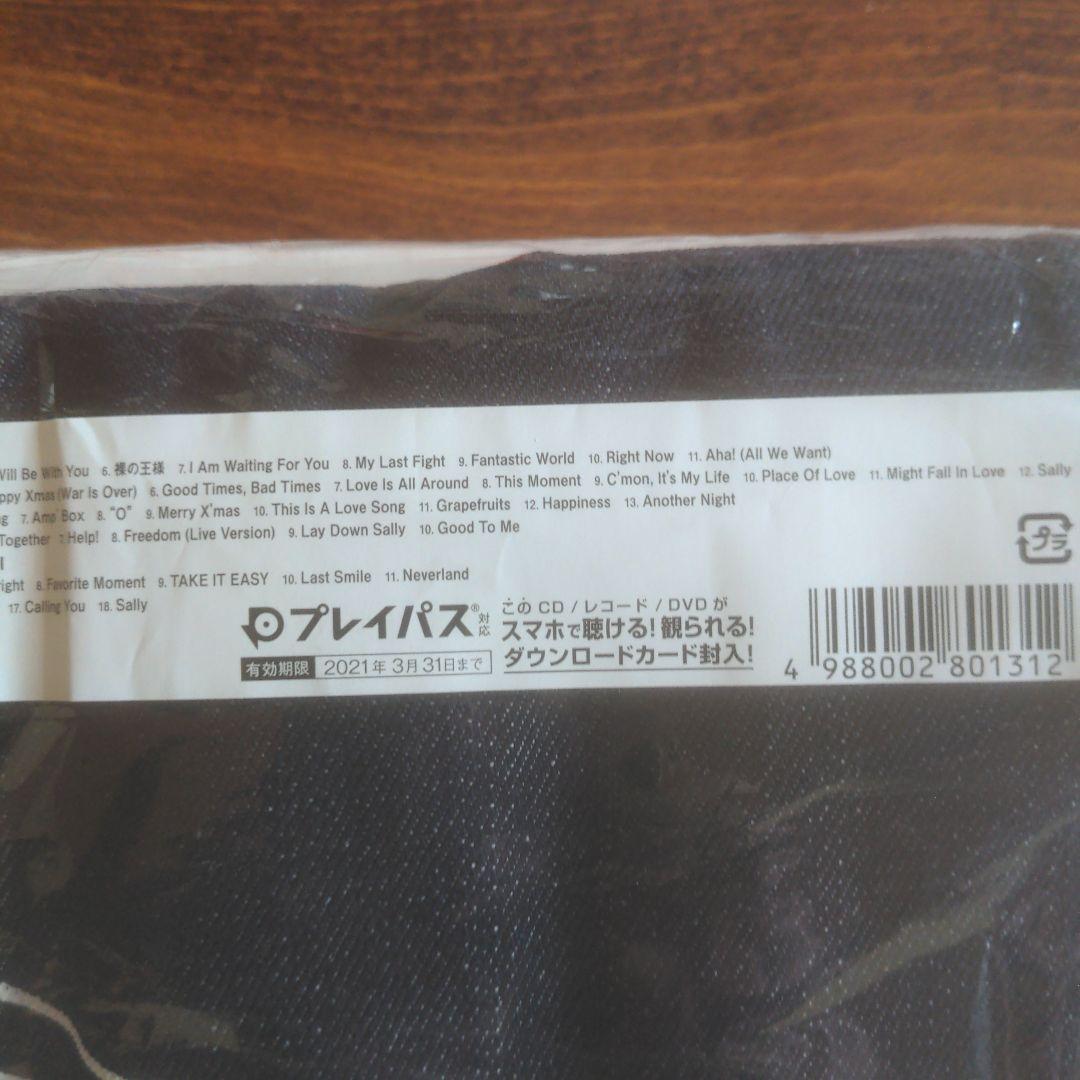 Will Be With You 6. 裸の王様 7. I Am Waiting For You 8. My Last Fight 9. Fantastic World 10. Right Now 11. Aha! (All We Want)
ppy Xmas (War Is Over) 6. Good Times, Bad Times 7. Love Is All Around 8. This Moment 9. C'mon, It's My Life 10. Place Of Love 11. Might Fall In Love 12. Sally
g 7. Amp Box 8. "O" 9. Merry X'mas 10. This Is A Love Song 11. Grapefruits 12. Happiness 13. Another Night
Together 7. Help! 8. Freedom (Live Version) 9. Lay Down Sally 10. Good To Me
right 8. Favorite Moment 9. TAKE IT EASY 10. Last Smile 11. Neverland
17. Calling You 18. Sally
プレイパス® 対応
有効期限 2021年 3月31日まで
このCD / レコード / DVDが
スマホで聴ける! 観られる!
ダウンロードカード封入!
プラ
4 988002 801312